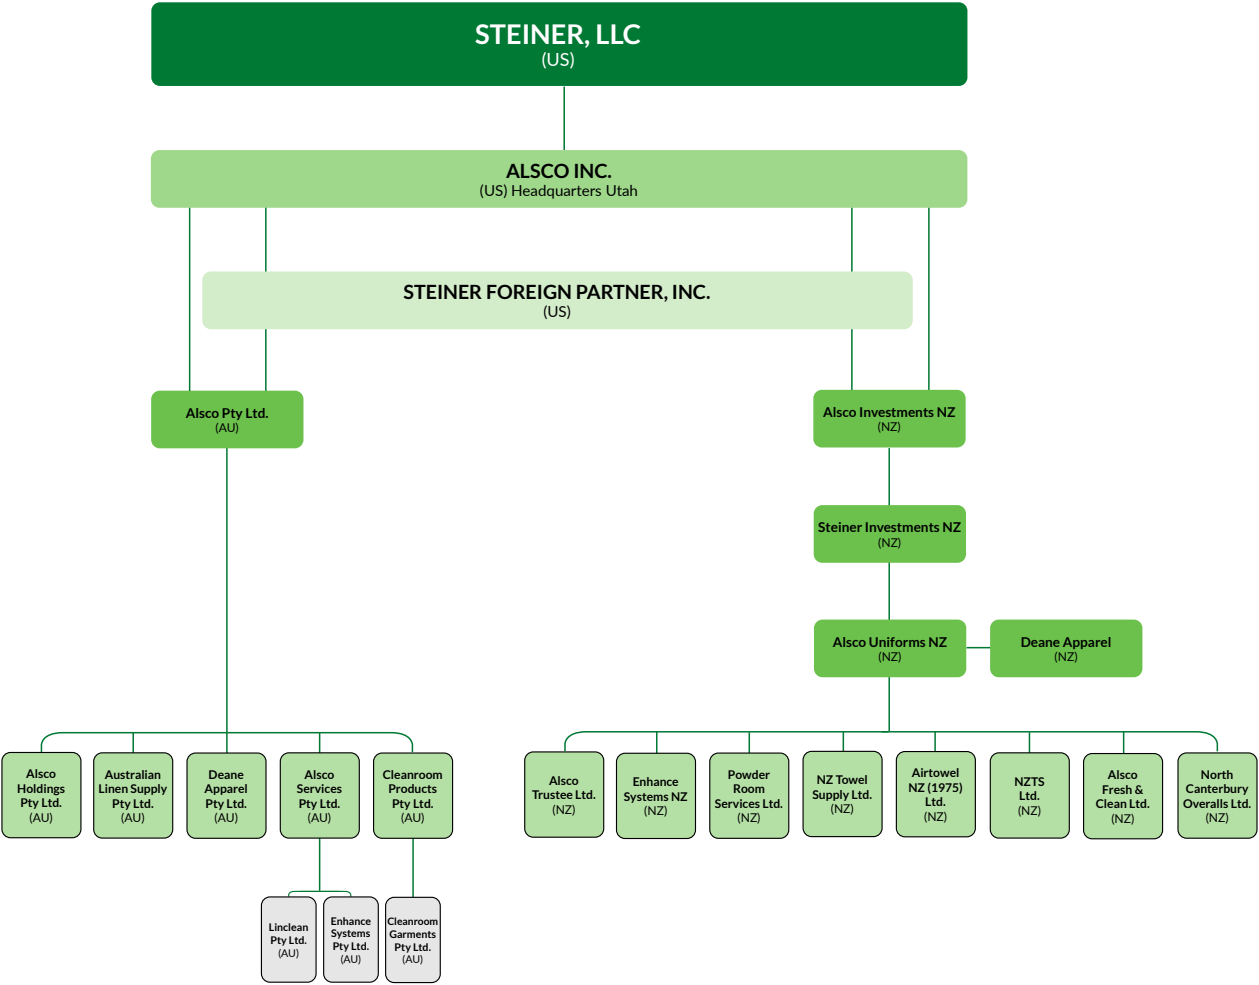 STEINER, LLC
(US)
ALSCO INC.
(US) Headquarters Utah
STEINER FOREIGN PARTNER, INC.
(US)
Alsco Pty Ltd.
(AU)
Alsco Investments NZ
(NZ)
Steiner Investments NZ
(NZ)
Alsco Uniforms NZ
(NZ)
Deane Apparel
(NZ)
Alsco
Holdings
Pty Ltd.
(AU)
Australian
Linen Supply
Pty Ltd.
(AU)
Deane
Apparel
Pty Ltd.
(AU)
Alsco
Services
Pty Ltd.
(AU)
Cleanroom
Products
Pty Ltd.
(AU)
Alsco
Trustee Ltd.
(NZ)
Enhance
Systems NZ
(NZ)
Powder
Room
Services Ltd.
(NZ)
NZ Towel
Supply Ltd.
(NZ)
Airtowel
NZ (1975)
Ltd.
(NZ)
NZTS
Ltd.
(NZ)
Alsco
Fresh &
Clean Ltd.
(NZ)
North
Canterbury
Overalls Ltd.
(NZ)
Linclean
Pty Ltd.
(AU)
Enhance
Systems
Pty Ltd.
(AU)
Cleanroom
Garments
Pty Ltd.
(AU)